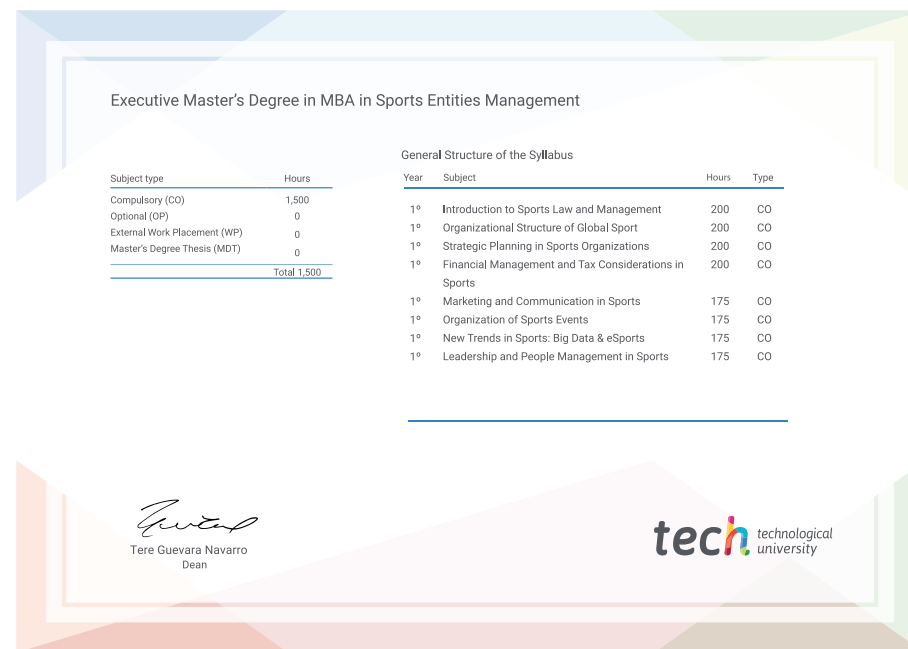 Executive Master's Degree in MBA in Sports Entities Management
Subject type Hours
Compulsory (CO) 1,500
Optional (OP) 0
External Work Placement (WP) 0
Master's Degree Thesis (MDT) 0
Total 1,500
General Structure of the Syllabus
Year Subject Hours Type
1º Introduction to Sports Law and Management 200 CO
1º Organizational Structure of Global Sport 200 CO
1º Strategic Planning in Sports Organizations 200 CO
1º Financial Management and Tax Considerations in 200 CO
Sports
1º Marketing and Communication in Sports 175 CO
1º Organization of Sports Events 175 CO
1º New Trends in Sports: Big Data & eSports 175 CO
1º Leadership and People Management in Sports 175 CO
Tere Guevara Navarro
Dean
tech technological
university